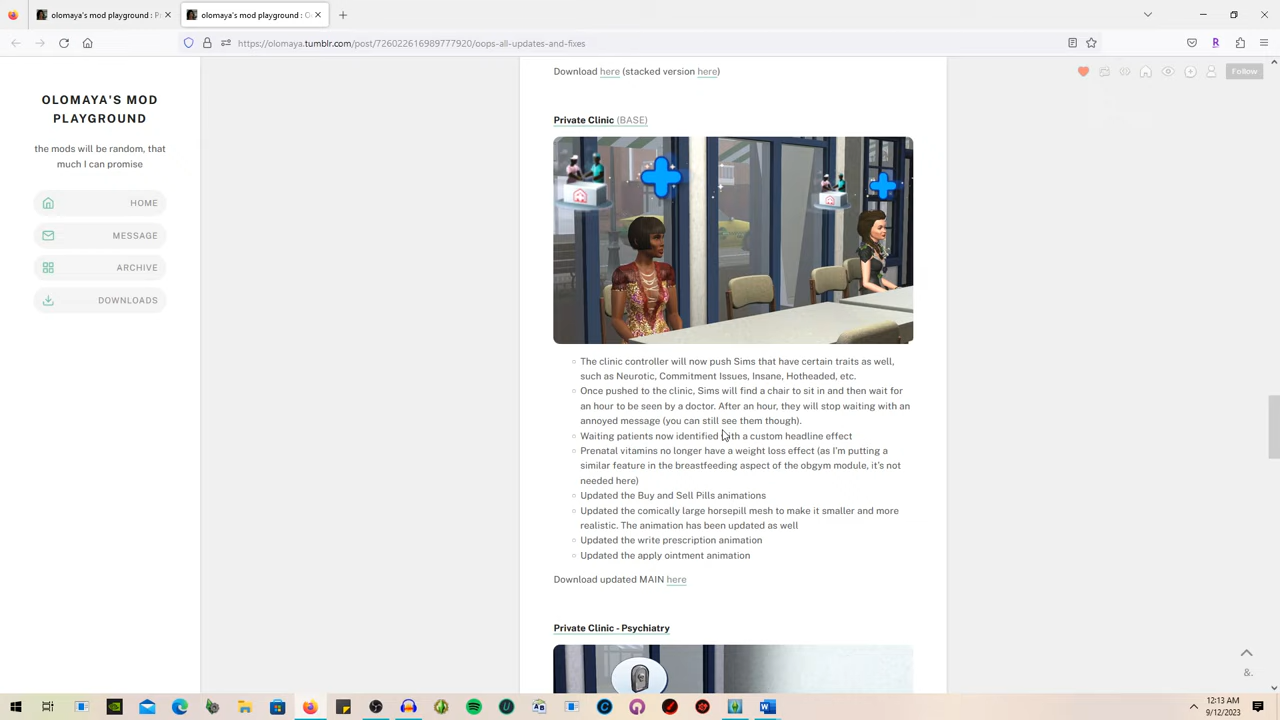 olomaya's mod playground : P
olomaya's mod playground : O
https://olomaya.tumblr.com/post/726022616989777920/oops-all-updates-and-fixes
Follow
OLOMAYA'S MOD
PLAYGROUND
the mods will be random, that
much I can promise
HOME
MESSAGE
ARCHIVE
DOWNLOADS
Download here (stacked version here)
Private Clinic (BASE)
The clinic controller will now push Sims that have certain traits as well,
such as Neurotic, Commitment Issues, Insane, Hotheaded, etc.
Once pushed to the clinic, Sims will find a chair to sit in and then wait for
an hour to be seen by a doctor. After an hour, they will stop waiting with an
annoyed message (you can still see them though).
Waiting patients now identified with a custom headline effect
Prenatal vitamins no longer have a weight loss effect (as I'm putting a
similar feature in the breastfeeding aspect of the obgym module, it's not
needed here)
Updated the Buy and Sell Pills animations
Updated the comically large horsepill mesh to make it smaller and more
realistic. The animation has been updated as well
Updated the write prescription animation
Updated the apply ointment animation
Download updated MAIN here
Private Clinic - Psychiatry
&.
12:13 AM
9/12/2023